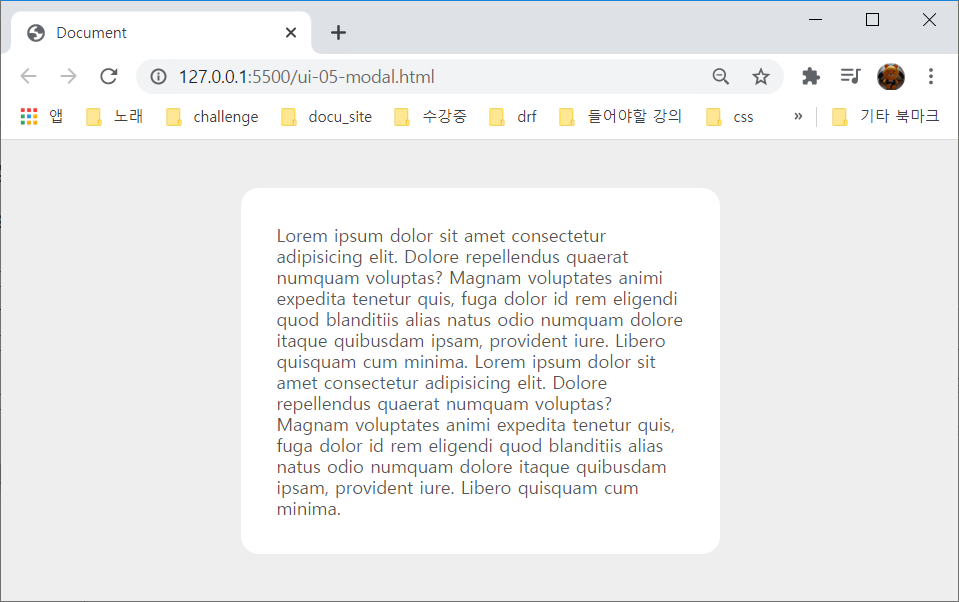 Document
127.0.0.1:5500/ui-05-modal.html
앱 노래 challenge docu_site 수강중 drf 들어야할 강의 css » 기타 북마크
Lorem ipsum dolor sit amet consectetur
adipisicing elit. Dolore repellendus quaerat
numquam voluptas? Magnam voluptates animi
expedita tenetur quis, fuga dolor id rem eligendi
quod blanditiis alias natus odio numquam dolore
itaque quibusdam ipsam, provident iure. Libero
quisquam cum minima. Lorem ipsum dolor sit
amet consectetur adipisicing elit. Dolore
repellendus quaerat numquam voluptas?
Magnam voluptates animi expedita tenetur quis,
fuga dolor id rem eligendi quod blanditiis alias
natus odio numquam dolore itaque quibusdam
ipsam, provident iure. Libero quisquam cum
minima.